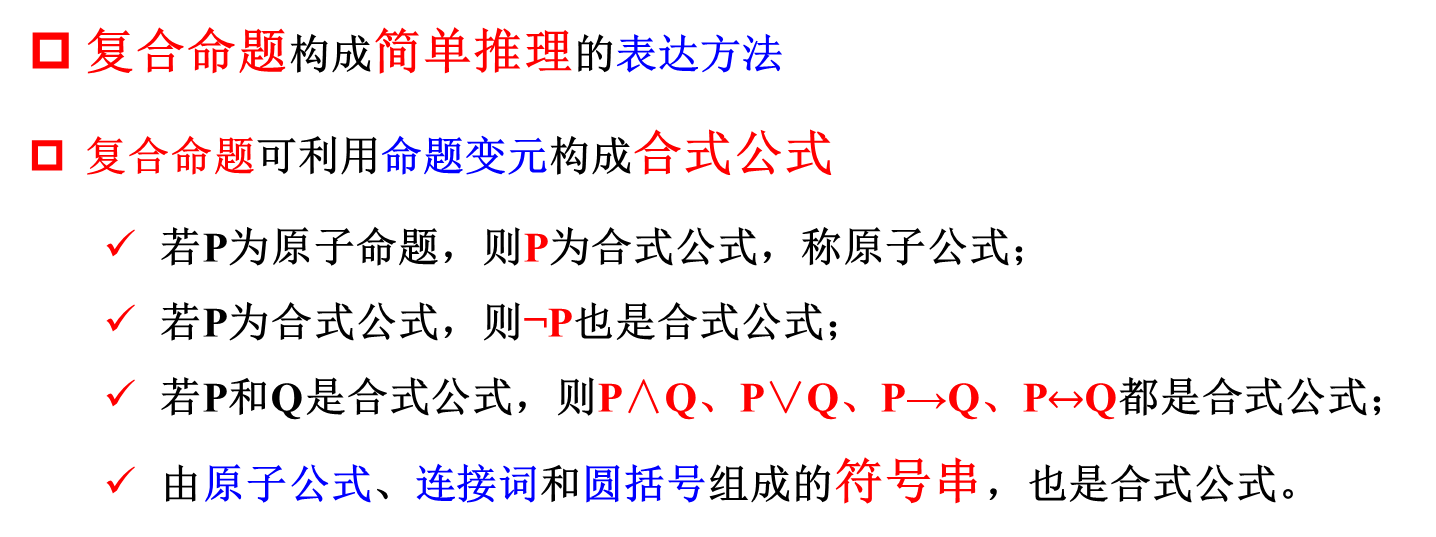 复合命题构成简单推理的表达方法
复合命题可利用命题变元构成合式公式
若P为原子命题，则P为合式公式，称原子公式；
若P为合式公式，则¬P也是合式公式；
若P和Q是合式公式，则P∧Q、P∨Q、P→Q、P↔Q都是合式公式；
由原子公式、连接词和圆括号组成的符号串，也是合式公式。